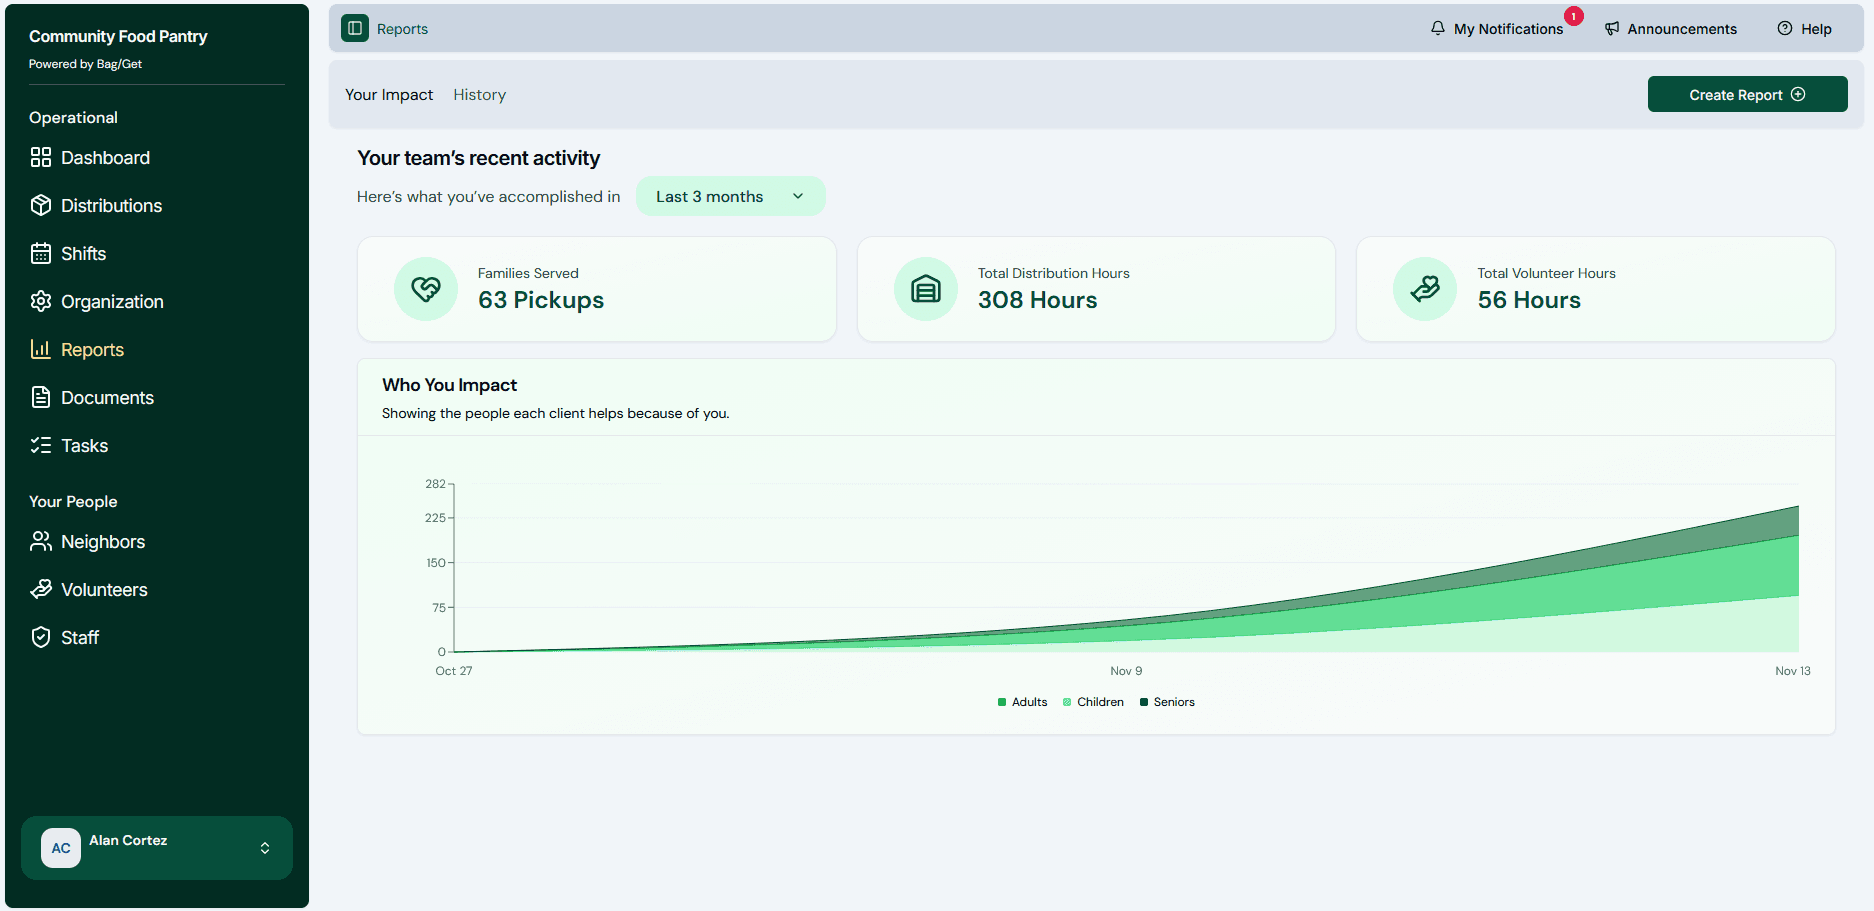 Community Food Pantry
Powered by Bag/Get
Operational
Dashboard
Distributions
Shifts
Organization
Reports
Documents
Tasks
Your People
Neighbors
Volunteers
Staff
AC
Alan Cortez
Reports
My Notifications
1
Announcements
Help
Your Impact
History
Create Report
Your team's recent activity
Here's what you've accomplished in
Last 3 months
Families Served
63 Pickups
Total Distribution Hours
308 Hours
Total Volunteer Hours
56 Hours
Who You Impact
Showing the people each client helps because of you.
282
225
150
75
0
Oct 27
Nov 9
Nov 13
Adults
Children
Seniors